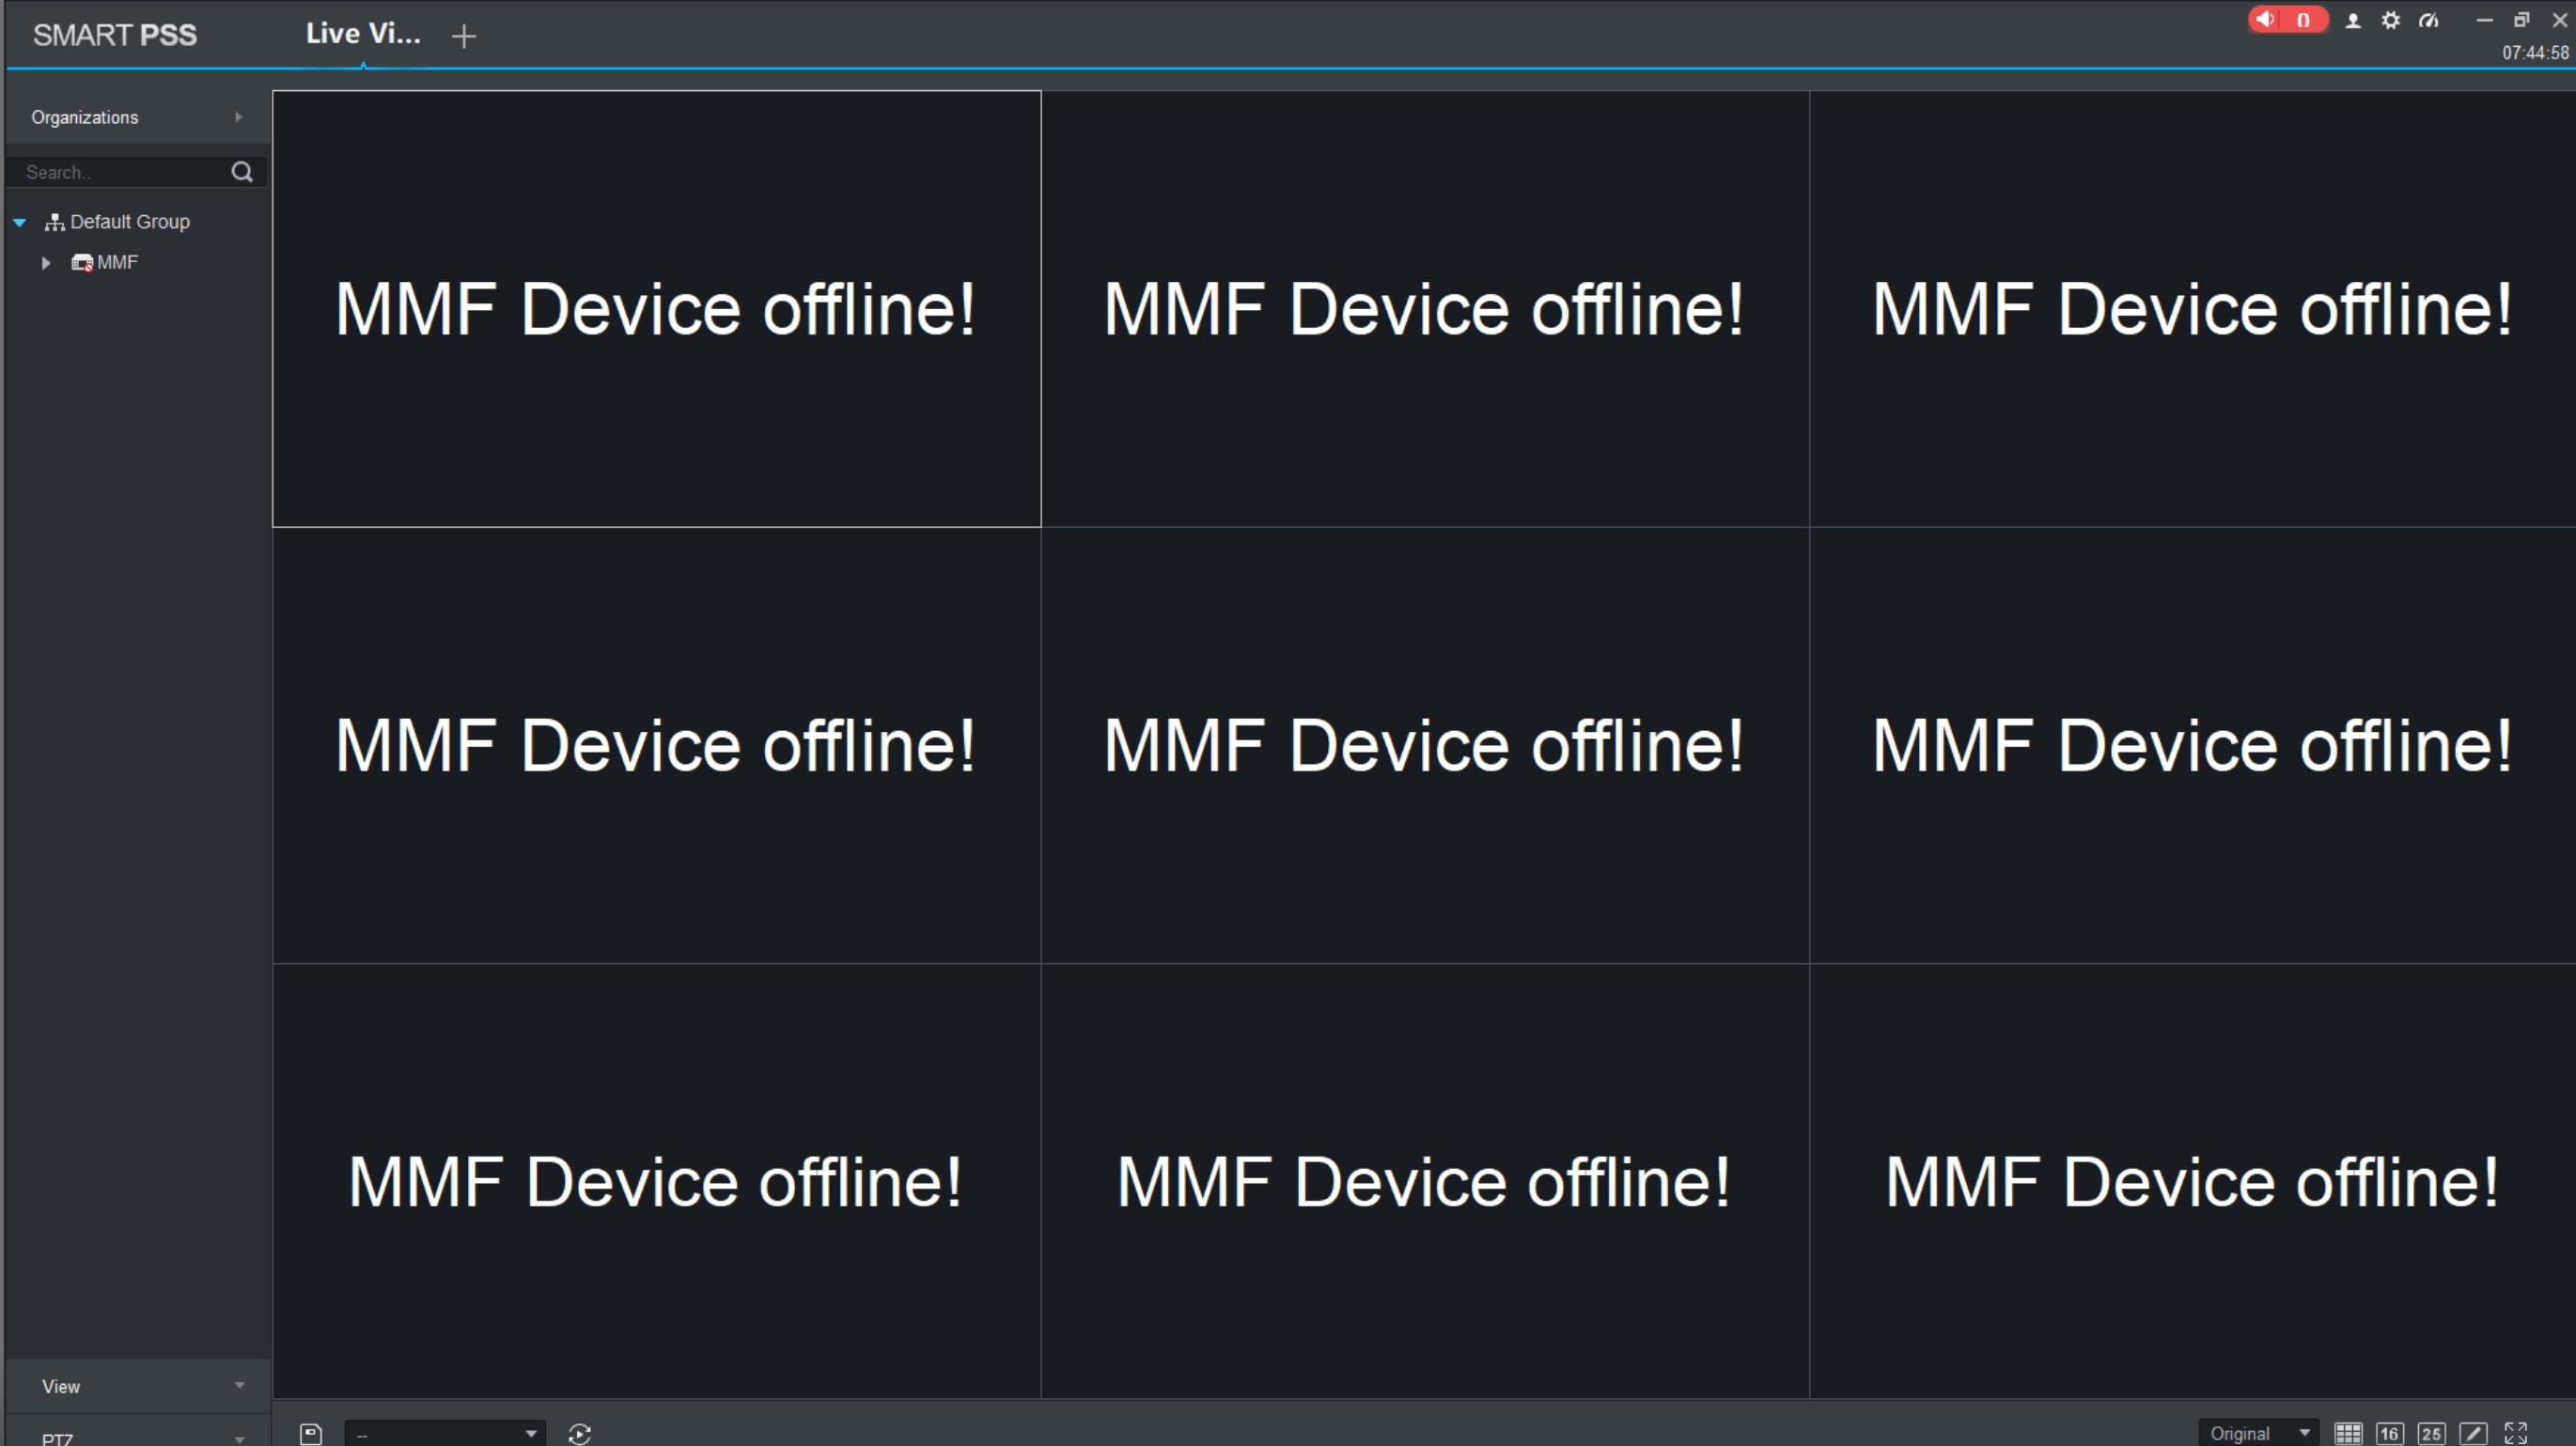 SMART PSS
Live Vi...
0
07:44:58
Organizations
Search..
Default Group
MMF
MMF Device offline!
MMF Device offline!
MMF Device offline!
MMF Device offline!
MMF Device offline!
MMF Device offline!
MMF Device offline!
MMF Device offline!
MMF Device offline!
View
PTZ
--
Original
16
25